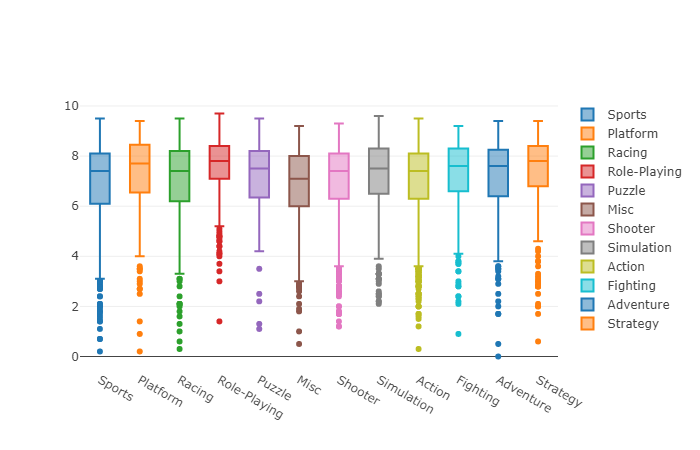 10
8
6
4
2
0
Sports
Platform
Racing
Role-Playing
Puzzle
Misc
Shooter
Simulation
Action
Fighting
Adventure
Strategy
Sports
Platform
Racing
Role-Playing
Puzzle
Misc
Shooter
Simulation
Action
Fighting
Adventure
Strategy